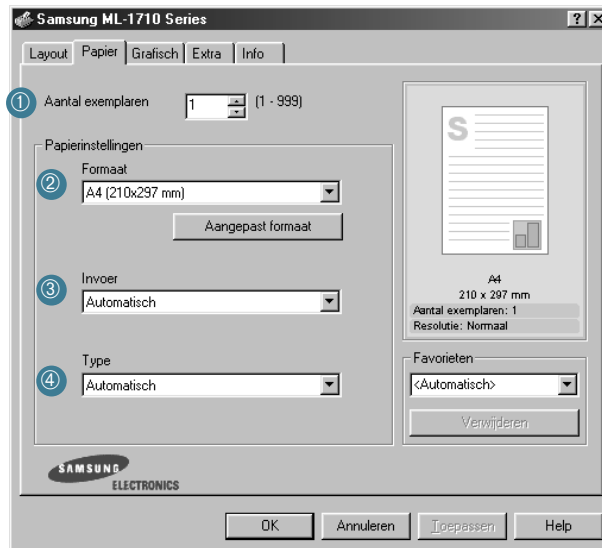 Samsung ML-1710 Series
Layout Papier Grafisch Extra Info
① Aantal exemplaren 1 (1 - 999)
Papierinstellingen
② Formaat
A4 (210x297 mm)
Aangepast formaat
③ Invoer
Automatisch
④ Type
Automatisch
S
A4
210 x 297 mm
Aantal exemplaren: 1
Resolutie: Normaal
Favorieten
<Automatisch>
Verwijderen
SAMSUNG
ELECTRONICS
OK Annuleren Toepassen Help